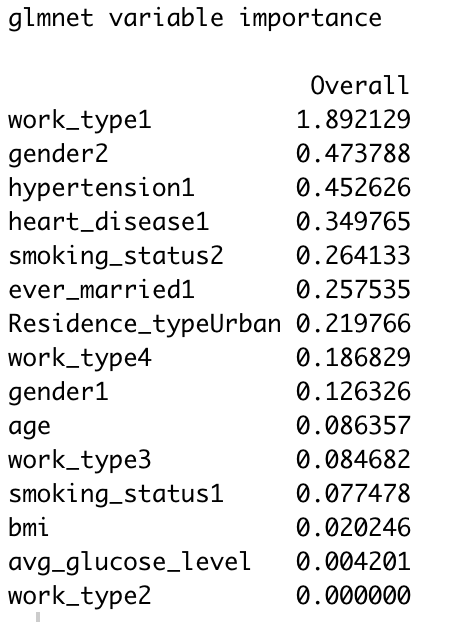 glmnet variable importance
Overall
work_type1 1.892129
gender2 0.473788
hypertension1 0.452626
heart_disease1 0.349765
smoking_status2 0.264133
ever_married1 0.257535
Residence_typeUrban 0.219766
work_type4 0.186829
gender1 0.126326
age 0.086357
work_type3 0.084682
smoking_status1 0.077478
bmi 0.020246
avg_glucose_level 0.004201
work_type2 0.000000